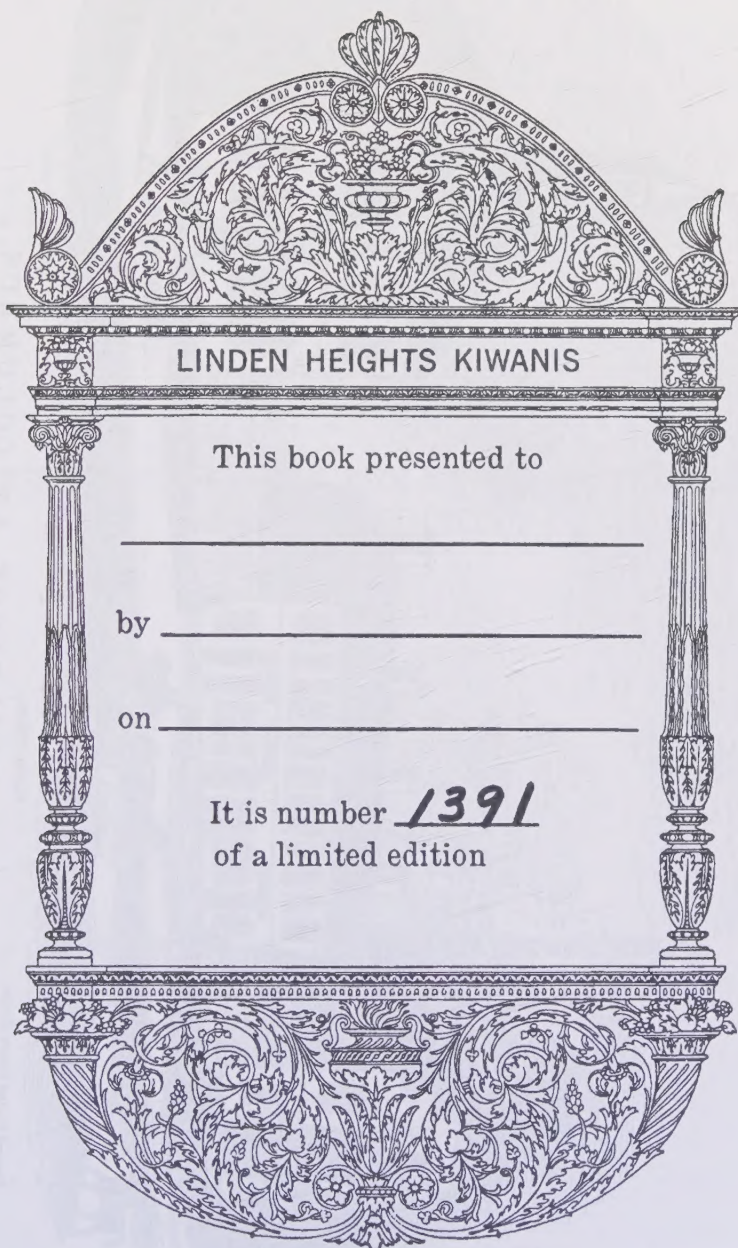 LINDEN HEIGHTS KIWANIS
This book presented to
by
on
It is number 1391
of a limited edition